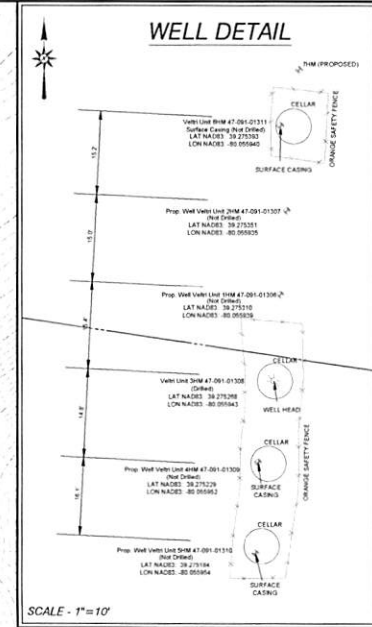 WELL DETAIL
7HM (PROPOSED)
CELLAR
Veltri Unit 6HM 47-091-01311
Surface Casing (Not Drilled)
LAT NAD83: 39.275393
LON NAD83: -80.055940
ORANGE SAFETY FENCE
SURFACE CASING
15.2'
Prop. Well Veltri Unit 2HM 47-091-01307
(Not Drilled)
LAT NAD83: 39.275351
LON NAD83: -80.055935
15.0'
Prop. Well Veltri Unit 1HM 47-091-01306
(Not Drilled)
LAT NAD83: 39.275310
LON NAD83: -80.055939
CELLAR
Veltri Unit 3HM 47-091-01308
(Drilled)
LAT NAD83: 39.275268
LON NAD83: -80.055943
WELL HEAD
14.5'
CELLAR
ORANGE SAFETY FENCE
Prop. Well Veltri Unit 4HM 47-091-01309
(Not Drilled)
LAT NAD83: 39.275229
LON NAD83: -80.055952
SURFACE
CASING
16.1'
CELLAR
Prop. Well Veltri Unit 5HM 47-091-01310
(Not Drilled)
LAT NAD83: 39.275184
LON NAD83: -80.055954
SURFACE
CASING
SCALE - 1"=10'